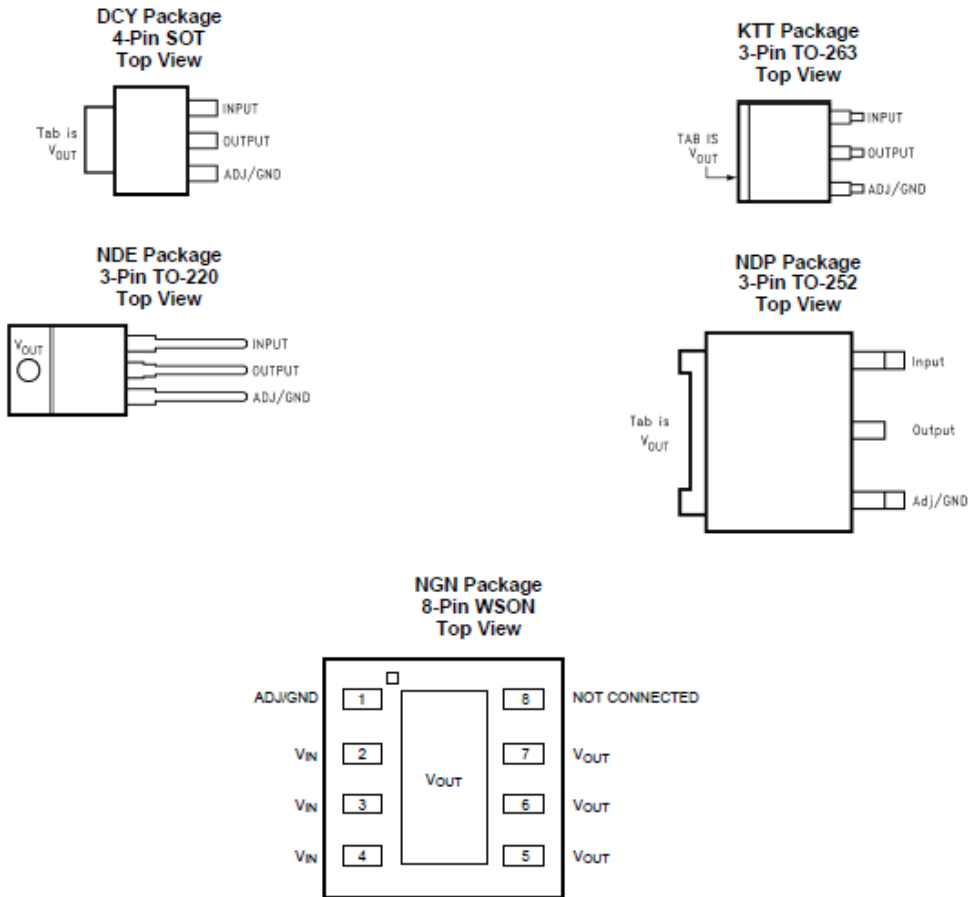 DCY Package
4-Pin SOT
Top View
Tab is
VOUT
INPUT
OUTPUT
ADJ/GND
KTT Package
3-Pin TO-263
Top View
TAB IS
VOUT
INPUT
OUTPUT
ADJ/GND
NDE Package
3-Pin TO-220
Top View
VOUT
INPUT
OUTPUT
ADJ/GND
NDP Package
3-Pin TO-252
Top View
Tab is
VOUT
Input
Output
Adj/GND
NGN Package
8-Pin WSON
Top View
ADJ/GND 1 8 NOT CONNECTED
VIN 2 7 VOUT
VOUT
VIN 3 6 VOUT
VIN 4 5 VOUT